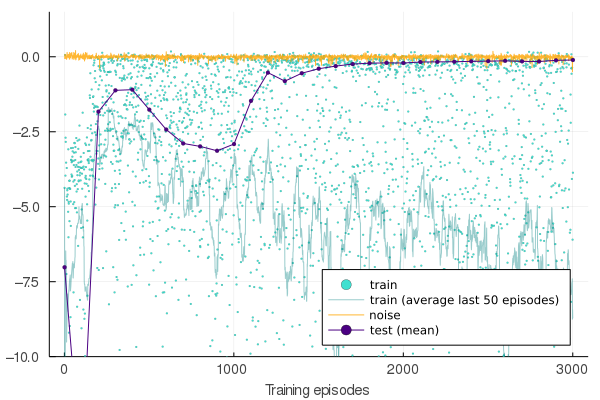 0.0
−2.5
−5.0
−7.5
−10.0
0
1000
2000
3000
Training episodes
train
train (average last 50 episodes)
noise
test (mean)